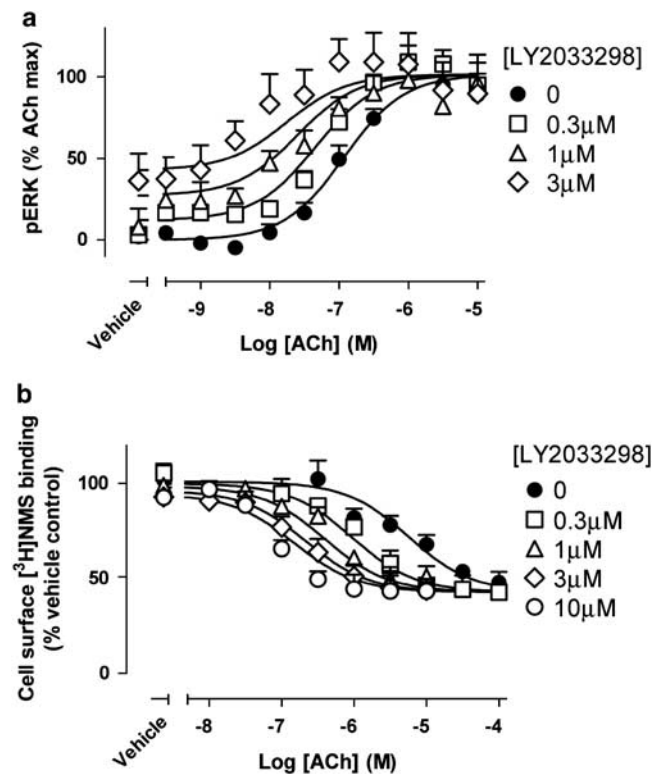 a
[LY2033298]
0
0.3μM
1μM
3μM
pERK (% ACh max)
100
50
0
Vehicle
-9
-8
-7
-6
-5
Log [ACh] (M)
b
[LY2033298]
0
0.3μM
1μM
3μM
10μM
Cell surface [³H]NMS binding
(% vehicle control)
100
50
0
Vehicle
-8
-7
-6
-5
-4
Log [ACh] (M)